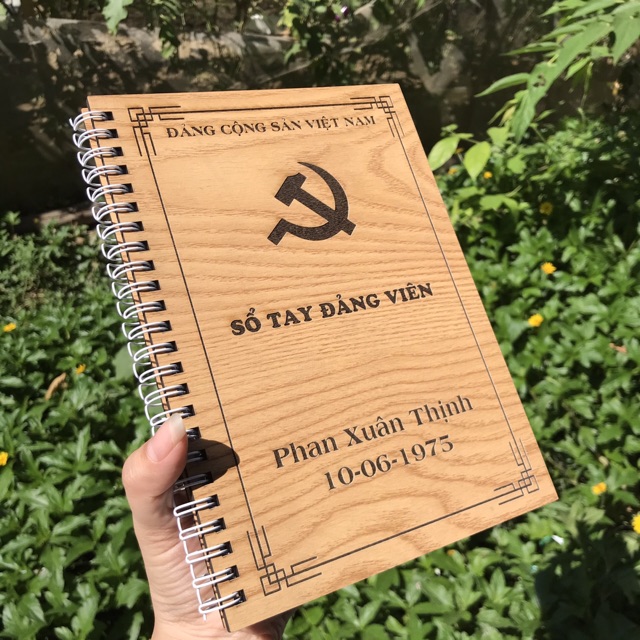 ĐẢNG CỘNG SẢN VIỆT NAM
SỔ TAY ĐẢNG VIÊN
Phan Xuân Thịnh
10-06-1975